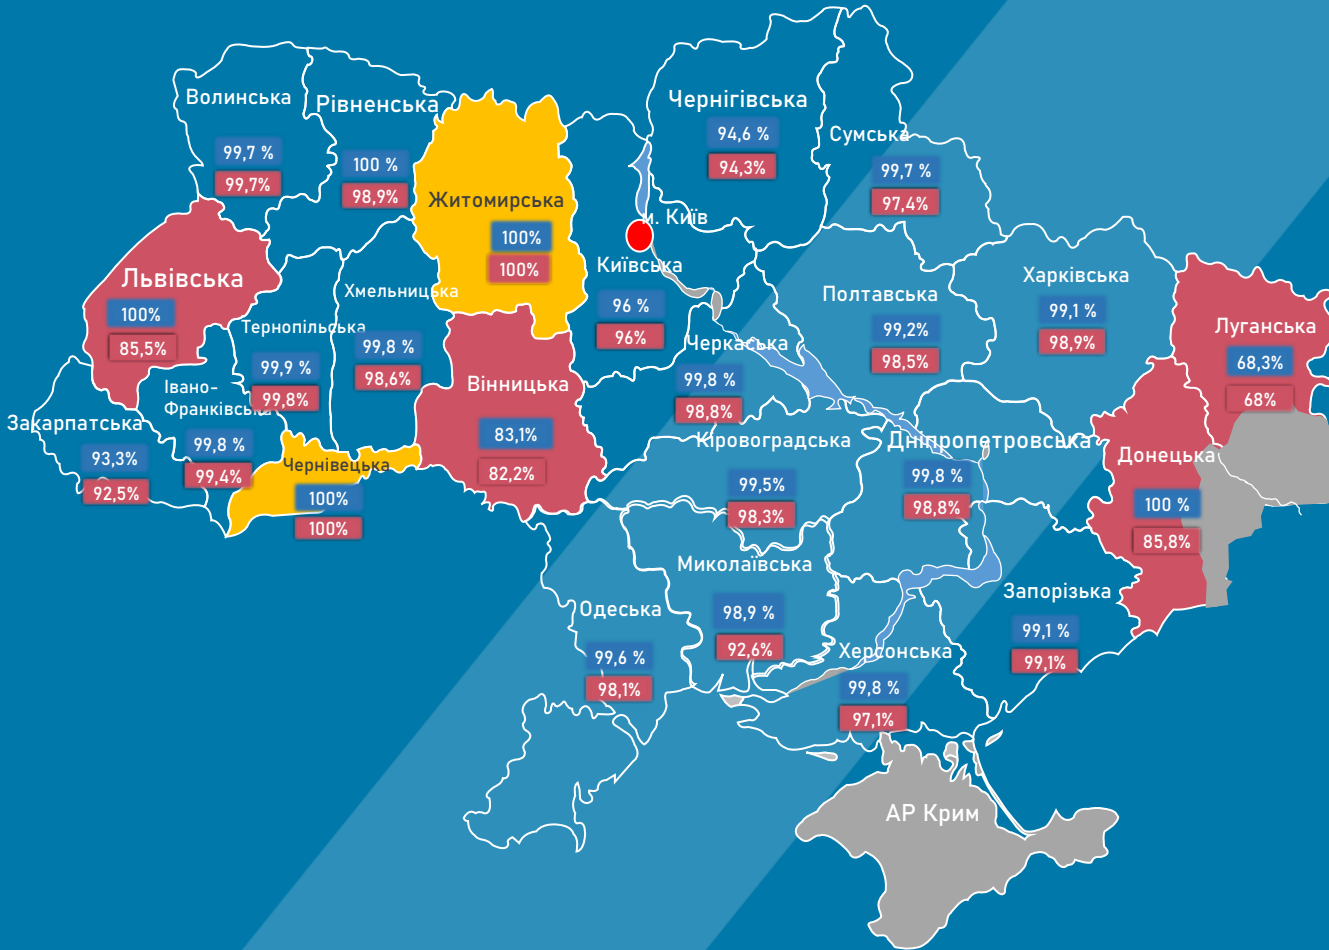 Волинська
99,7 %
99,7%
Рівненська
100 %
98,9%
Житомирська
100%
100%
Чернігівська
94,6 %
94,3%
Сумська
99,7 %
97,4%
м. Київ
Київська
96 %
96%
Львівська
100%
85,5%
Тернопільська
99,9 %
99,8%
Хмельницька
99,8 %
98,6%
Вінницька
83,1%
82,2%
Черкаська
99,8 %
98,8%
Полтавська
99,2%
98,5%
Харківська
99,1 %
98,9%
Луганська
68,3%
68%
Закарпатська
93,3%
92,5%
Івано-
Франківська
99,8 %
99,4%
Чернівецька
100%
100%
Кіровоградська
99,5%
98,3%
Дніпропетровська
99,8 %
98,8%
Донецька
100 %
85,8%
Одеська
99,6 %
98,1%
Миколаївська
98,9 %
92,6%
Херсонська
99,8 %
97,1%
Запорізька
99,1 %
99,1%
АР Крим